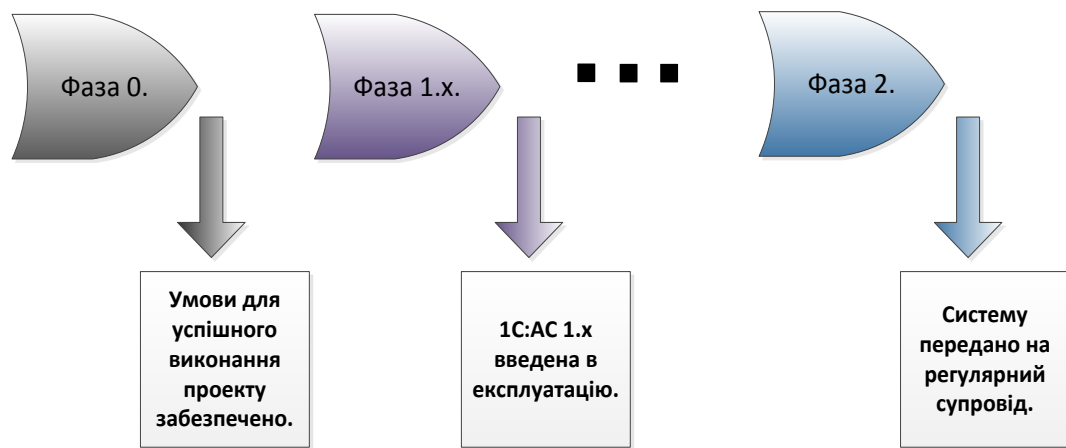 Фаза 0.
Фаза 1.х.
Фаза 2.
Умови для
успішного
виконання
проекту
забезпечено.
1С:АС 1.х
введена в
експлуатацію.
Систему
передано на
регулярний
супровід.